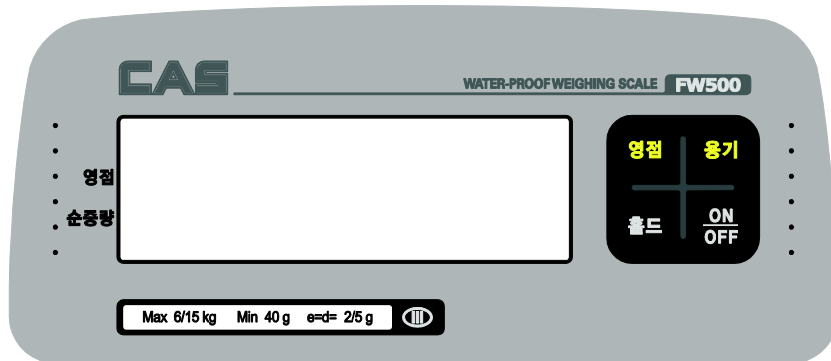 CAS
WATER-PROOF WEIGHING SCALE FW500
영점 용기
영점
순중량
홀드 ON
OFF
Max 6/15 kg Min 40 g e=d= 2/5 g III